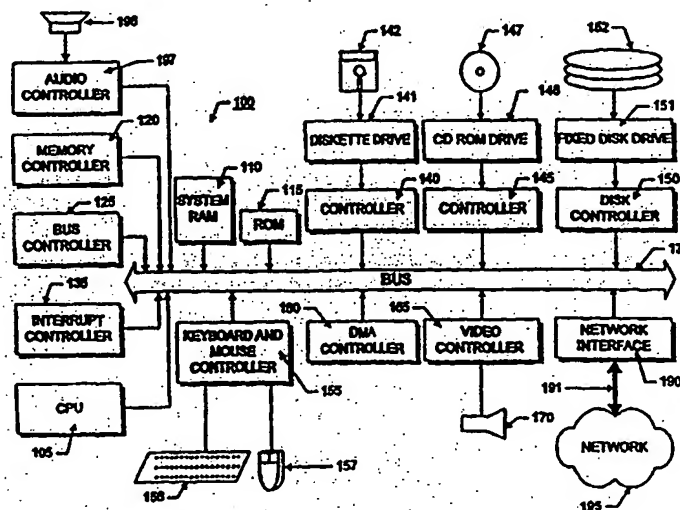 196
AUDIO CONTROLLER
197
MEMORY CONTROLLER
120
BUS CONTROLLER
125
INTERRUPT CONTROLLER
135
CPU
105
100
SYSTEM RAM
110
ROM
115
142
DISKETTE DRIVE
141
CONTROLLER
140
147
CD ROM DRIVE
CONTROLLER
145
152
FIXED DISK DRIVE
151
DISK CONTROLLER
150
BUS
KEYBOARD AND MOUSE CONTROLLER
155
156
157
DMA CONTROLLER
VIDEO CONTROLLER
170
NETWORK INTERFACE
190
191
NETWORK
195